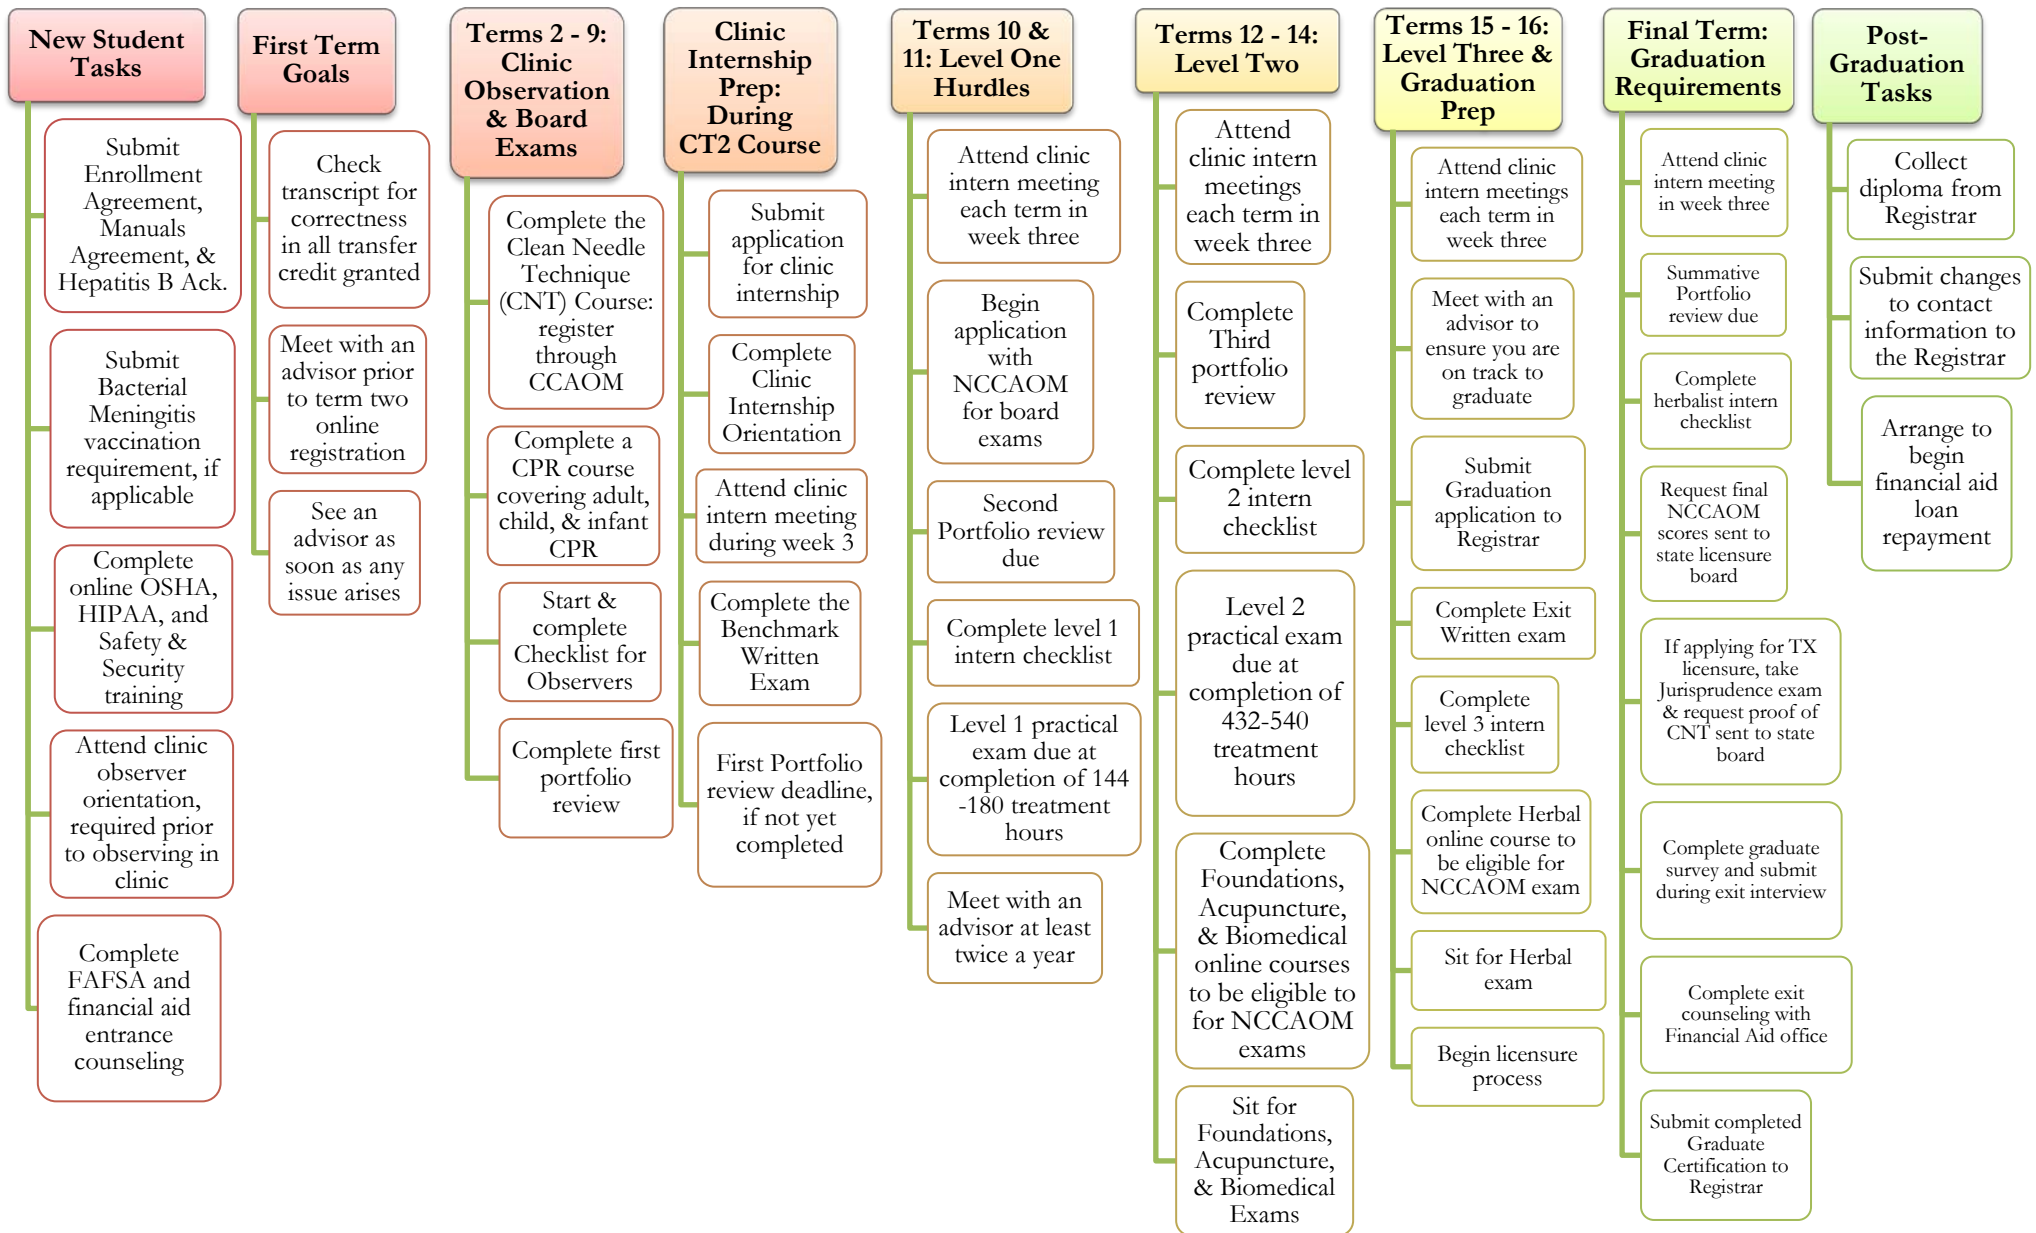 New Student
Tasks
Submit
Enrollment
Agreement,
Manuals
Agreement, &
Hepatitis B Ack.
Submit
Bacterial
Meningitis
vaccination
requirement, if
applicable
Complete
online OSHA,
HIPAA, and
Safety &
Security
training
Attend clinic
observer
orientation,
required prior
to observing in
clinic
Complete
FAFSA and
financial aid
entrance
counseling
First Term
Goals
Check
transcript for
correctness
in all transfer
credit granted
Meet with an
advisor prior
to term two
online
registration
See an
advisor as
soon as any
issue arises
Terms 2 - 9:
Clinic
Observation
& Board
Exams
Complete the
Clean Needle
Technique
(CNT) Course:
register
through
CCAOM
Complete a
CPR course
covering adult,
child, & infant
CPR
Start &
complete
Checklist for
Observers
Complete first
portfolio
review
Clinic
Internship
Prep:
During
CT2 Course
Submit
application
for clinic
internship
Complete
Clinic
Internship
Orientation
Attend clinic
intern meeting
during week 3
Complete the
Benchmark
Written
Exam
First Portfolio
review deadline,
if not yet
completed
Terms 10 &
11: Level One
Hurdles
Attend clinic
intern meeting
each term in
week three
Begin
application
with
NCCAOM
for board
exams
Second
Portfolio review
due
Complete level 1
intern checklist
Level 1 practical
exam due at
completion of 144
-180 treatment
hours
Meet with an
advisor at least
twice a year
Terms 12 - 14:
Level Two
Attend
clinic intern
meetings
each term in
week three
Complete
Third
portfolio
review
Complete level
2 intern
checklist
Level 2
practical exam
due at
completion of
432-540
treatment
hours
Complete
Foundations,
Acupuncture,
& Biomedical
online courses
to be eligible to
for NCCAOM
exams
Sit for
Foundations,
Acupuncture,
& Biomedical
Exams
Terms 15 - 16:
Level Three &
Graduation
Prep
Attend clinic
intern meetings
each term in
week three
Meet with an
advisor to
ensure you are
on track to
graduate
Submit
Graduation
application to
Registrar
Complete Exit
Written exam
Complete
level 3 intern
checklist
Complete Herbal
online course to
be eligible for
NCCAOM exam
Sit for Herbal
exam
Begin licensure
process
Final Term:
Graduation
Requirements
Attend clinic
intern meeting
in week three
Summative
Portfolio
review due
Complete
herbalist intern
checklist
Request final
NCCAOM
scores sent to
state licensure
board
If applying for TX
licensure, take
Jurisprudence exam
& request proof of
CNT sent to state
board
Complete graduate
survey and submit
during exit interview
Complete exit
counseling with
Financial Aid office
Submit completed
Graduate
Certification to
Registrar
Post-
Graduation
Tasks
Collect
diploma from
Registrar
Submit changes
to contact
information to
the Registrar
Arrange to
begin
financial aid
loan
repayment